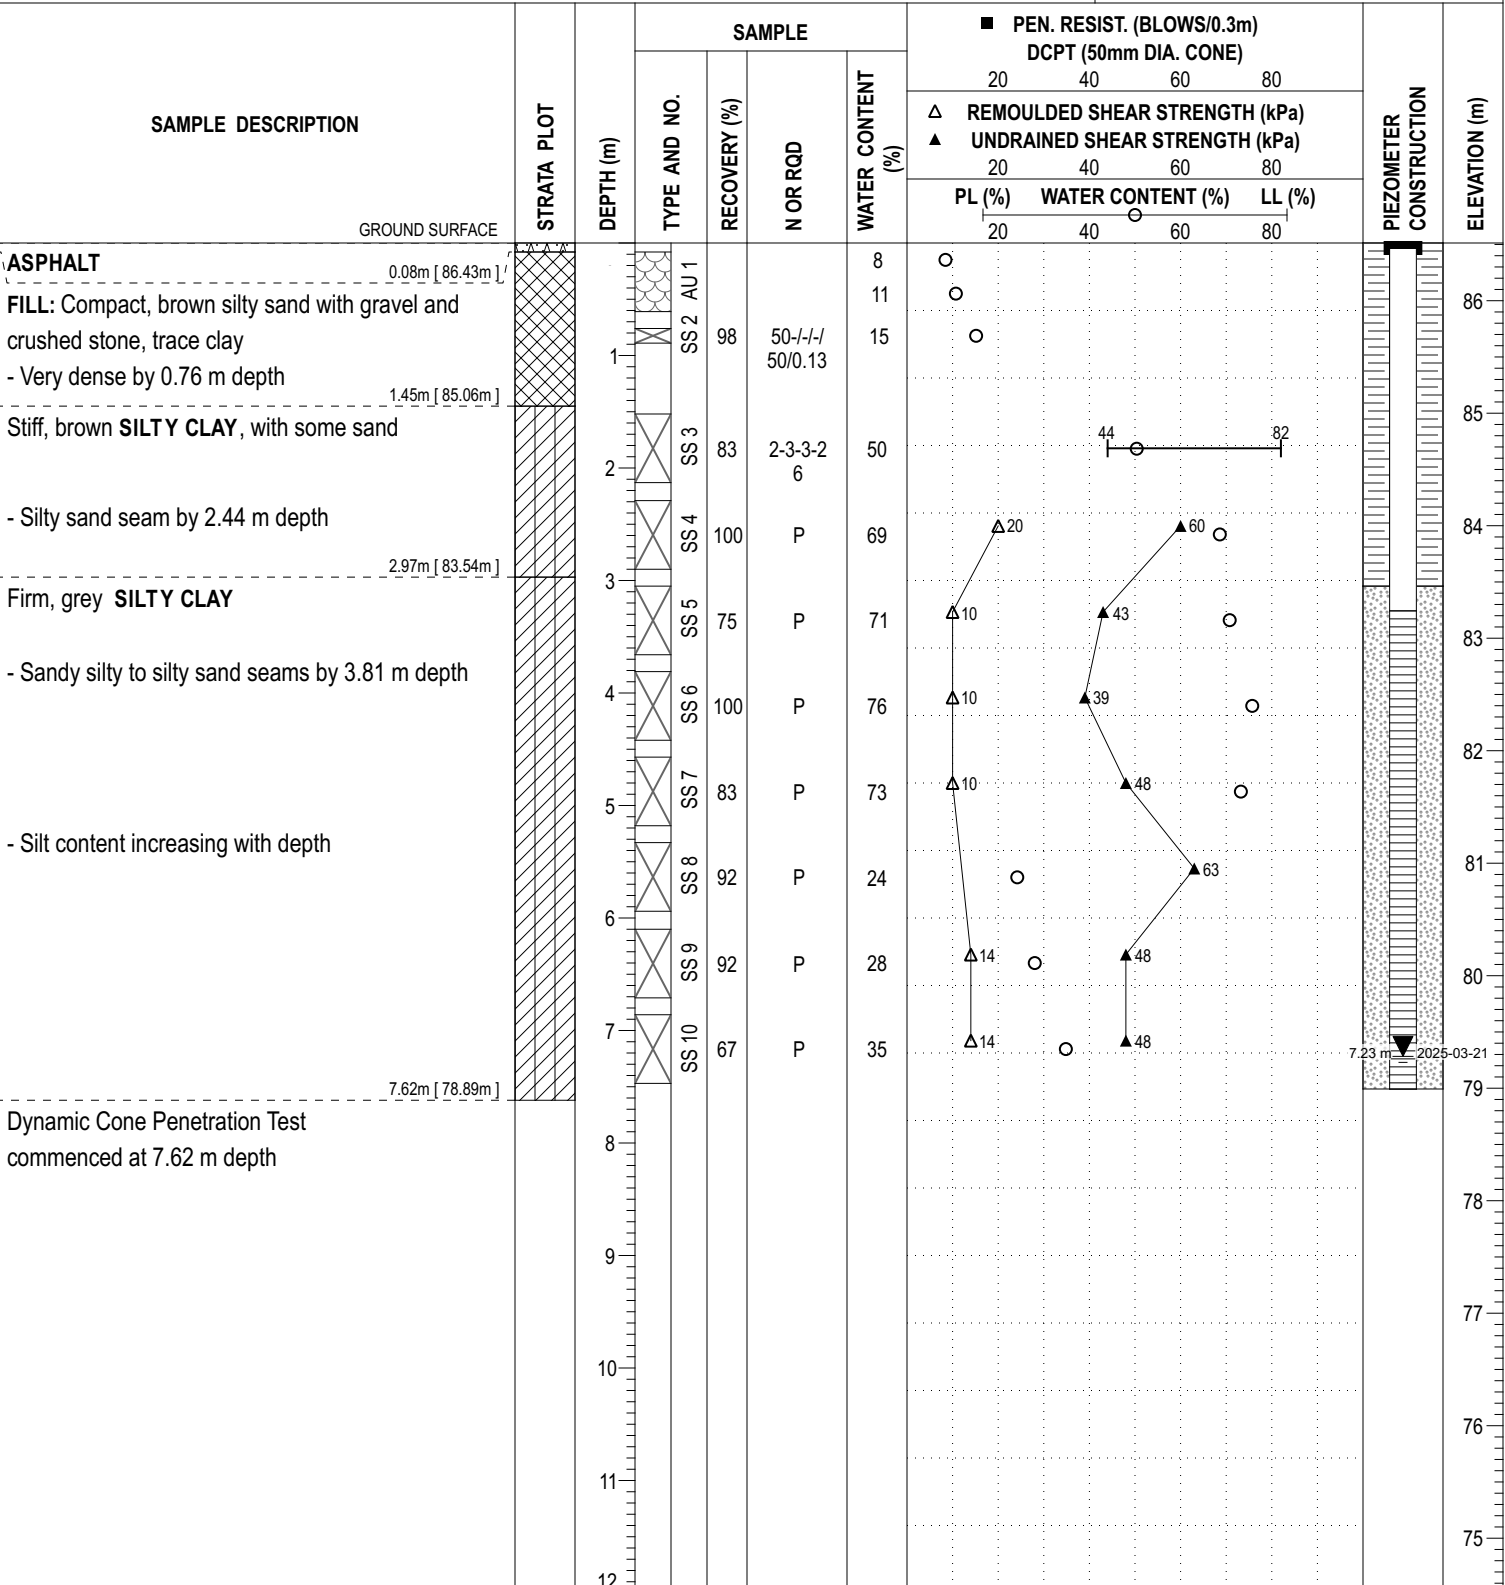 SAMPLE DESCRIPTION
GROUND SURFACE
STRATA PLOT
DEPTH (m)
SAMPLE
TYPE AND NO.
RECOVERY (%)
N OR RQD
WATER CONTENT (%)
■ PEN. RESIST. (BLOWS/0.3m)
DCPT (50mm DIA. CONE)
20 40 60 80
△ REMOULDED SHEAR STRENGTH (kPa)
▲ UNDRAINED SHEAR STRENGTH (kPa)
20 40 60 80
PL (%) WATER CONTENT (%) LL (%)
20 40 60 80
PIEZOMETER CONSTRUCTION
ELEVATION (m)
ASPHALT
0.08m [ 86.43m ]
FILL: Compact, brown silty sand with gravel and
crushed stone, trace clay
- Very dense by 0.76 m depth
1.45m [ 85.06m ]
Stiff, brown SILTY CLAY, with some sand
- Silty sand seam by 2.44 m depth
2.97m [ 83.54m ]
Firm, grey SILTY CLAY
- Sandy silty to silty sand seams by 3.81 m depth
- Silt content increasing with depth
7.62m [ 78.89m ]
Dynamic Cone Penetration Test
commenced at 7.62 m depth
1
2
3
4
5
6
7
8
9
10
11
12
AU 1 8
11
SS 2 98 50-/-/-/ 15
50/0.13
SS 3 83 2-3-3-2 50
6
SS 4 100 P 69
SS 5 75 P 71
SS 6 100 P 76
SS 7 83 P 73
SS 8 92 P 24
SS 9 92 P 28
SS 10 67 P 35
44 82
20 60
10 43
10 39
10 48
63
14 48
14 48
7.23 m 2025-03-21
86
85
84
83
82
81
80
79
78
77
76
75